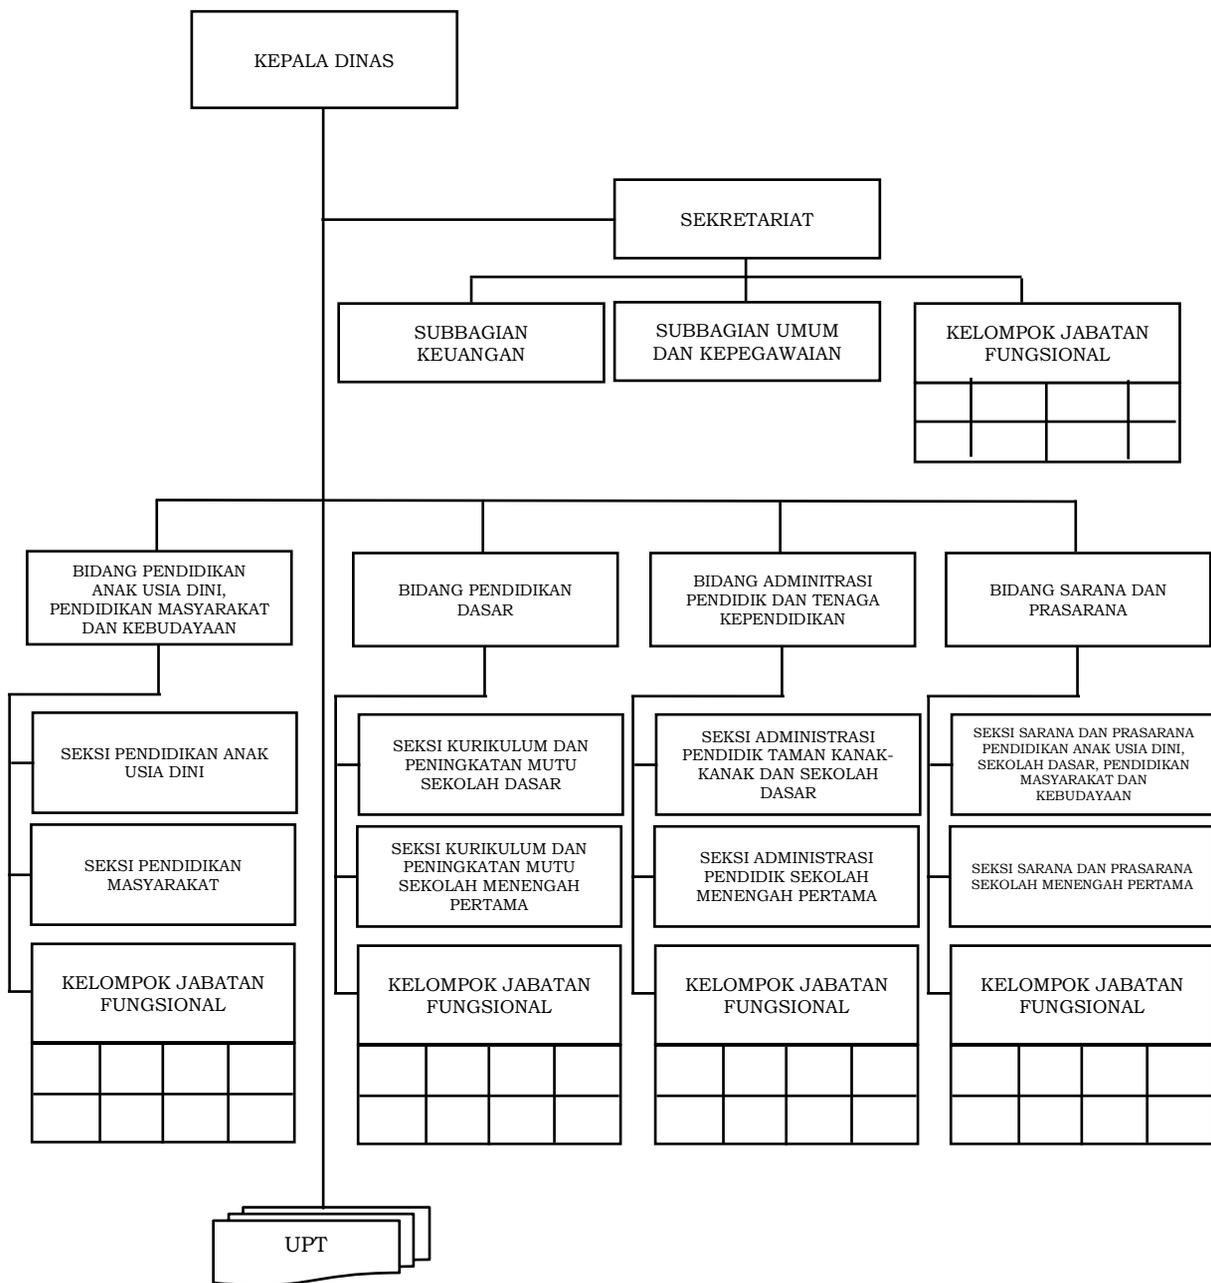 KEPALA DINAS
SEKRETARIAT
SUBBAGIAN
KEUANGAN
SUBBAGIAN UMUM
DAN KEPEGAWAIAN
KELOMPOK JABATAN
FUNGSIONAL
BIDANG PENDIDIKAN
ANAK USIA DINI,
PENDIDIKAN MASYARAKAT
DAN KEBUDAYAAN
BIDANG PENDIDIKAN
DASAR
BIDANG ADMINITRASI
PENDIDIK DAN TENAGA
KEPENDIDIKAN
BIDANG SARANA DAN
PRASARANA
SEKSI PENDIDIKAN ANAK
USIA DINI
SEKSI KURIKULUM DAN
PENINGKATAN MUTU
SEKOLAH DASAR
SEKSI ADMINISTRASI
PENDIDIK TAMAN KANAK-
KANAK DAN SEKOLAH
DASAR
SEKSI SARANA DAN PRASARANA
PENDIDIKAN ANAK USIA DINI,
SEKOLAH DASAR, PENDIDIKAN
MASYARAKAT DAN
KEBUDAYAAN
SEKSI PENDIDIKAN
MASYARAKAT
SEKSI KURIKULUM DAN
PENINGKATAN MUTU
SEKOLAH MENENGAH
PERTAMA
SEKSI ADMINISTRASI
PENDIDIK SEKOLAH
MENENGAH PERTAMA
SEKSI SARANA DAN PRASARANA
SEKOLAH MENENGAH PERTAMA
KELOMPOK JABATAN
FUNGSIONAL
KELOMPOK JABATAN
FUNGSIONAL
KELOMPOK JABATAN
FUNGSIONAL
KELOMPOK JABATAN
FUNGSIONAL
UPT